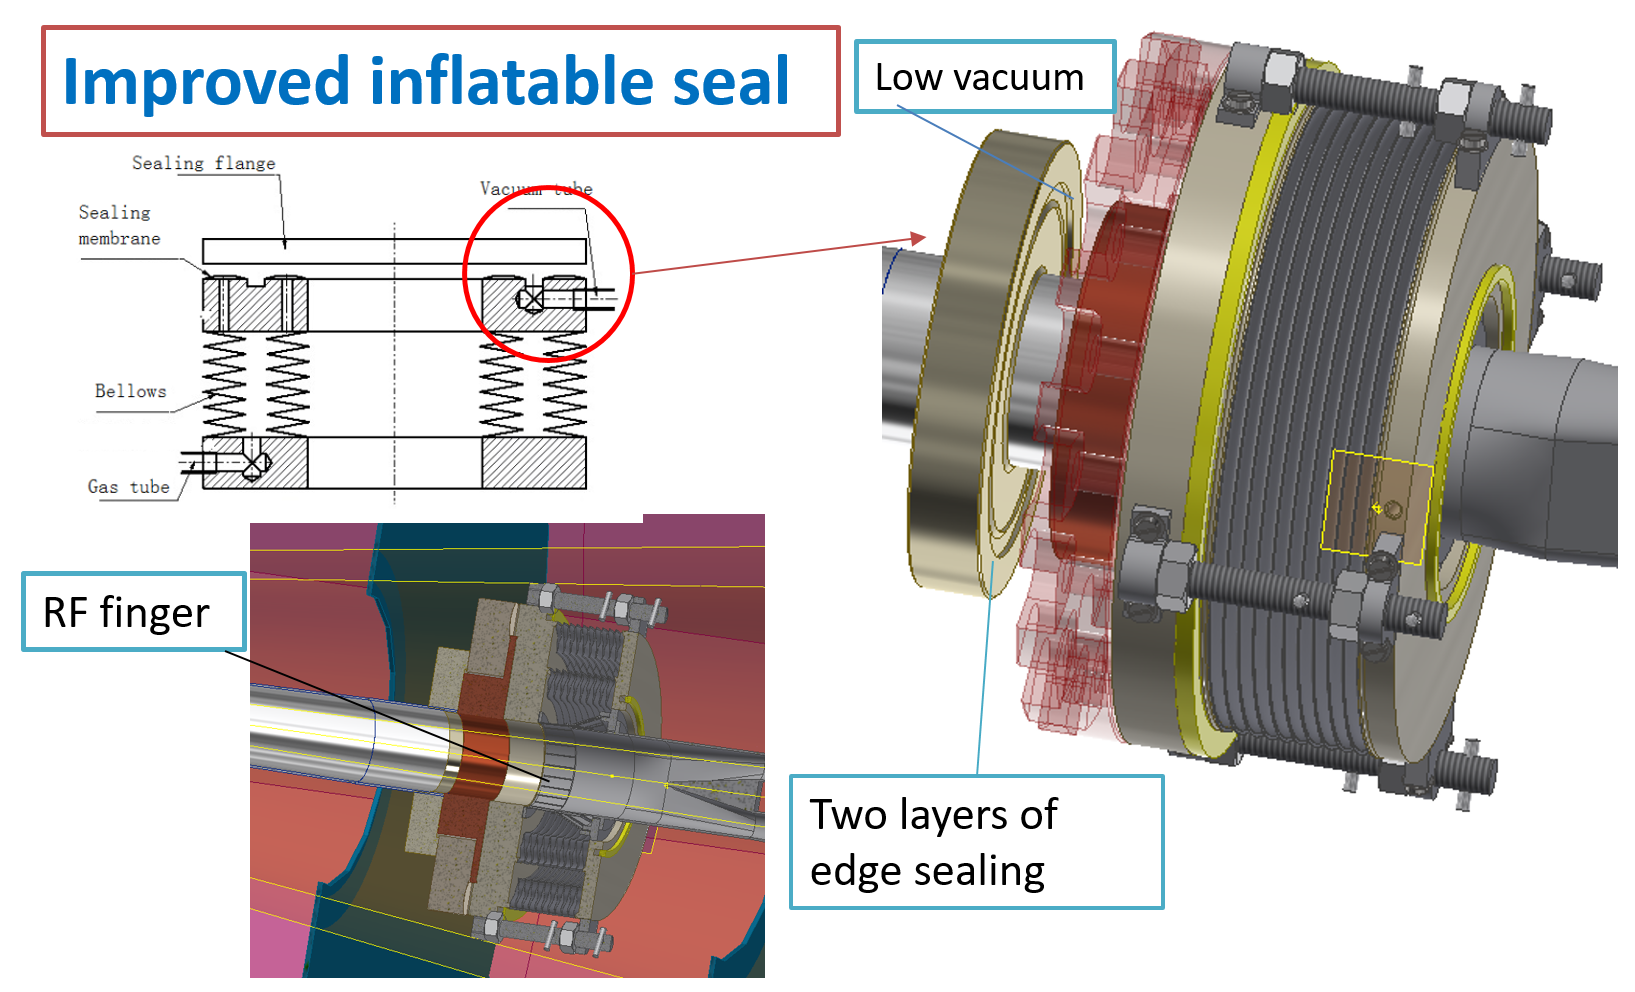 Improved inflatable seal
Low vacuum
Sealing flange
Vacuum tube
Sealing
membrane
Bellows
Gas tube
RF finger
Two layers of
edge sealing